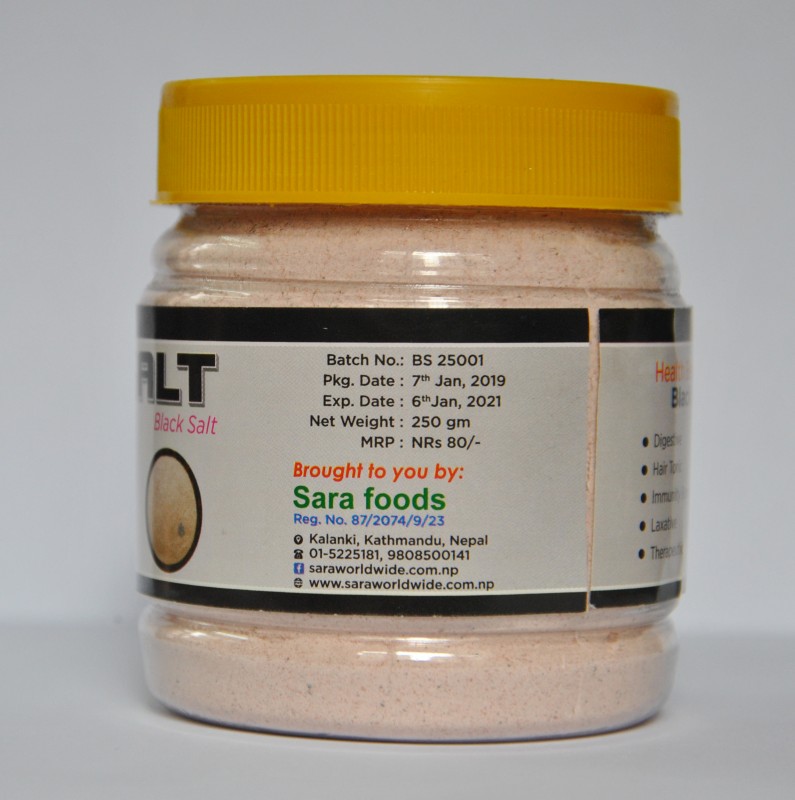 ALT
Black Salt
Batch No.: BS 25001
Pkg. Date : 7th Jan, 2019
Exp. Date : 6th Jan, 2021
Net Weight : 250 gm
MRP : NRs 80/-
Brought to you by:
Sara foods
Reg. No. 87/2074/9/23
Kalanki, Kathmandu, Nepal
01-5225181, 9808500141
saraworldwide.com.np
www.saraworldwide.com.np
Health
• Hair